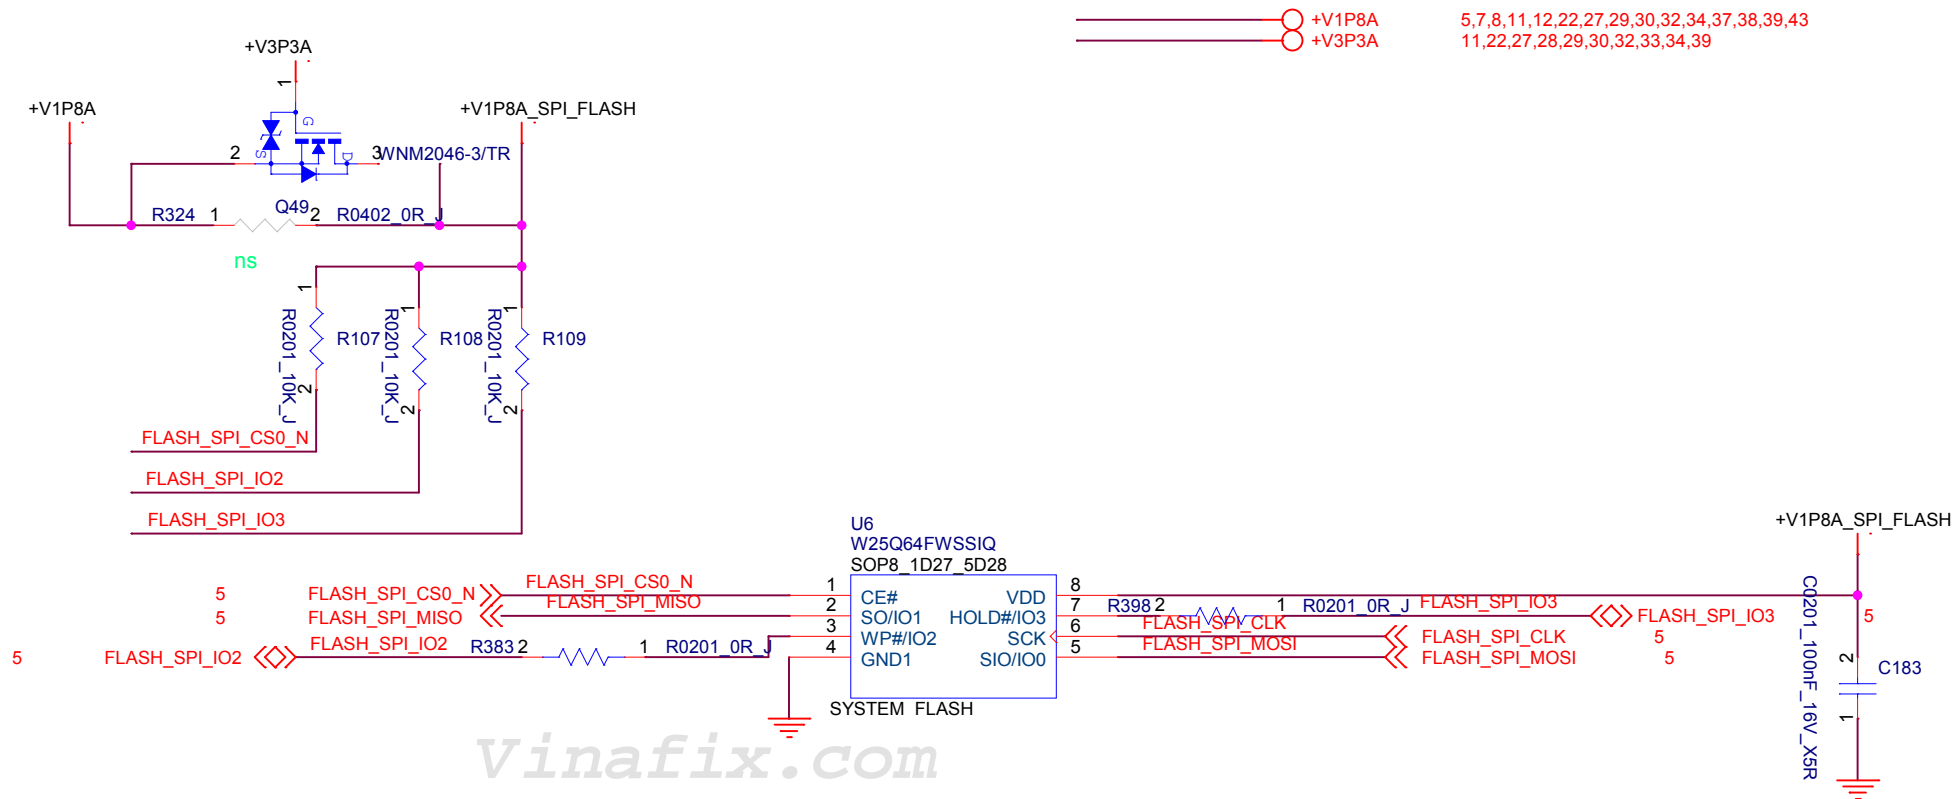 +V1P8A 5,7,8,11,12,22,27,29,30,32,34,37,38,39,43
+V3P3A 11,22,27,28,29,30,32,33,34,39
+V3P3A
1
+V1P8A
+V1P8A_SPI_FLASH
G
S
D
2
3
WNM2046-3/TR
Q49
R324 1 2 R0402_0R_J
ns
1 1 1
R0201_10K_J R107 R0201_10K_J R108 R0201_10K_J R109
2 2 2
FLASH_SPI_CS0_N
FLASH_SPI_IO2
FLASH_SPI_IO3
U6
W25Q64FWSSIQ
SOP8_1D27_5D28
+V1P8A_SPI_FLASH
5 FLASH_SPI_CS0_N FLASH_SPI_CS0_N 1 CE# VDD 8
5 FLASH_SPI_MISO FLASH_SPI_MISO 2 SO/IO1 HOLD#/IO3 7 R398 2 1 R0201_0R_J FLASH_SPI_IO3 FLASH_SPI_IO3 5
3 WP#/IO2 SCK 6 FLASH_SPI_CLK FLASH_SPI_CLK 5
5 FLASH_SPI_IO2 FLASH_SPI_IO2 R383 2 1 R0201_0R_J 4 GND1 SIO/IO0 5 FLASH_SPI_MOSI FLASH_SPI_MOSI 5
SYSTEM FLASH
C0201_100nF_16V_X5R
2
C183
1
Vinafix.com